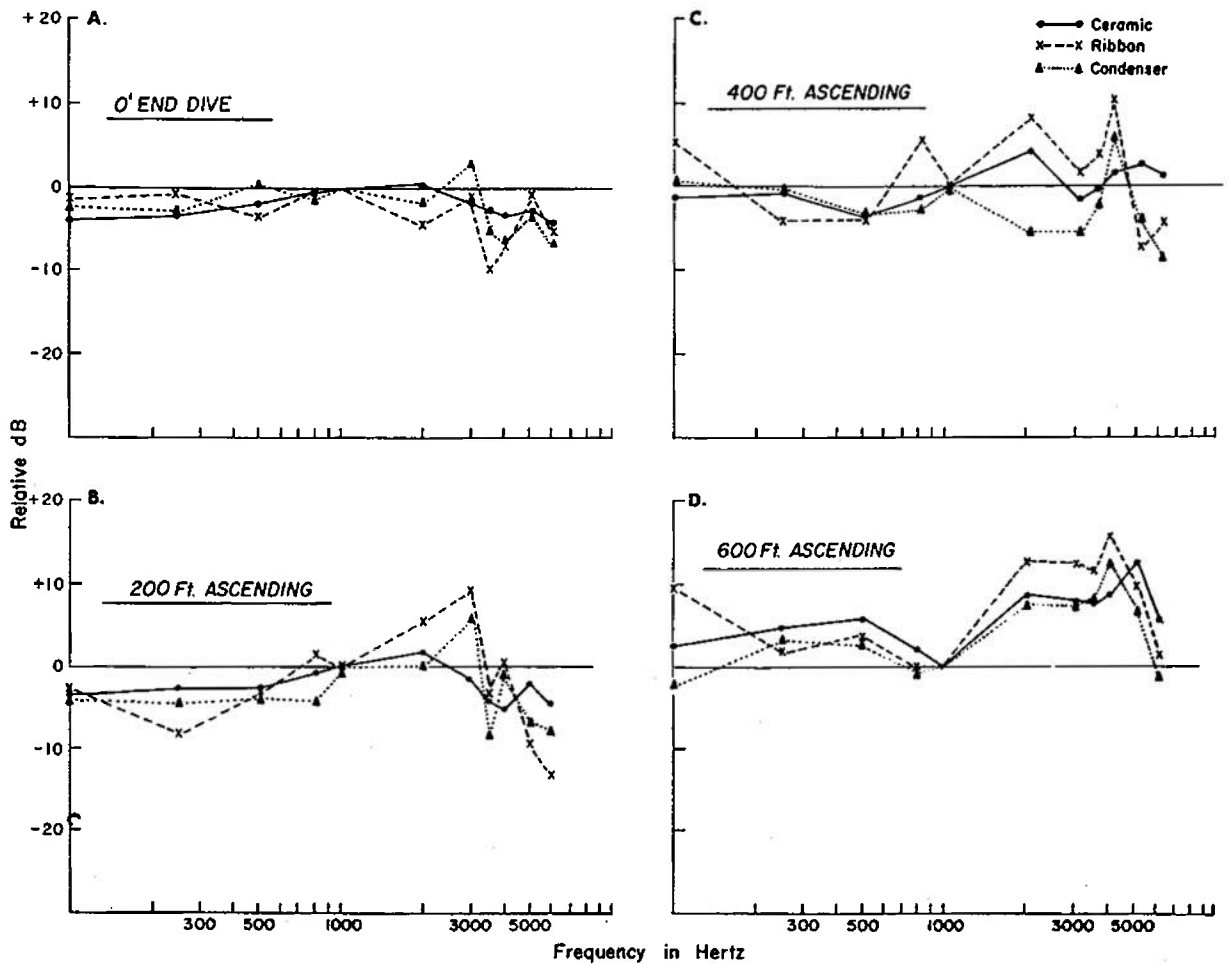 A.
+20
+10
0
-10
-20
0' END DIVE
C.
Ceramic
Ribbon
Condenser
400 Ft. ASCENDING
Relative dB
B.
+20
+10
0
-10
-20
200 Ft. ASCENDING
300 500 1000 3000 5000
D.
600 Ft. ASCENDING
300 500 1000 3000 5000
Frequency in Hertz